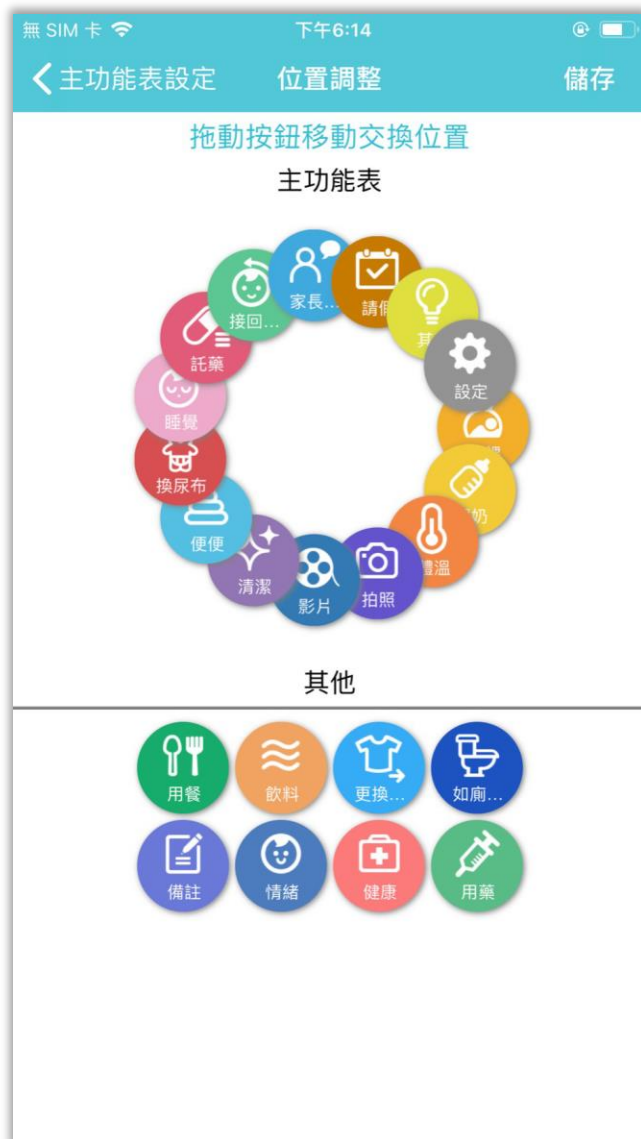 無 SIM 卡
下午6:14
主功能表設定
位置調整
儲存
拖動按鈕移動交換位置
主功能表
家長...
請假
接回...
設定
託藥
睡覺
換尿布
便便
體溫
清潔
影片
拍照
其他
用餐
飲料
更換...
如廁...
備註
情緒
健康
用藥